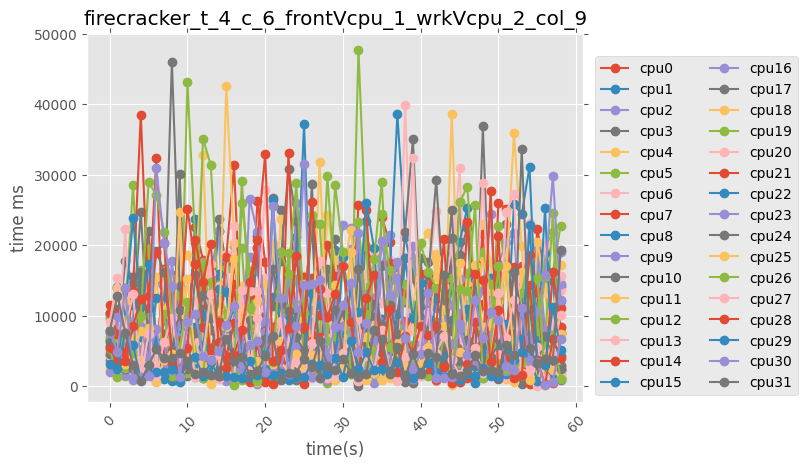 firecracker_t_4_c_6_frontVcpu_1_wrkVcpu_2_col_9
50000
40000
30000
20000
10000
0
time ms
0
10
20
30
40
50
60
time(s)
cpu0
cpu1
cpu2
cpu3
cpu4
cpu5
cpu6
cpu7
cpu8
cpu9
cpu10
cpu11
cpu12
cpu13
cpu14
cpu15
cpu16
cpu17
cpu18
cpu19
cpu20
cpu21
cpu22
cpu23
cpu24
cpu25
cpu26
cpu27
cpu28
cpu29
cpu30
cpu31